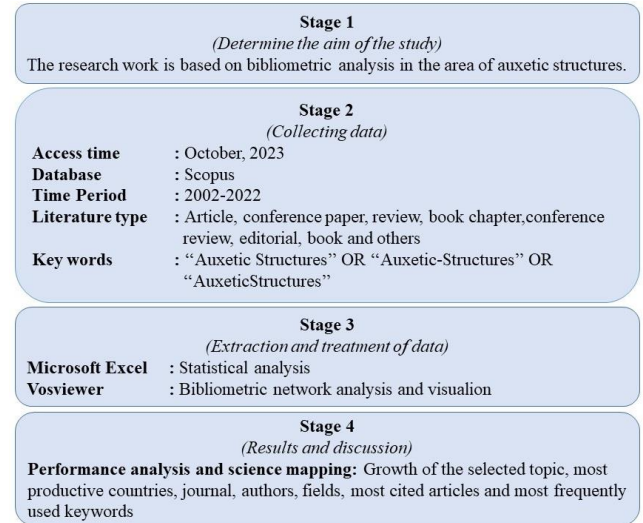 Stage 1
(Determine the aim of the study)
The research work is based on bibliometric analysis in the area of auxetic structures.
Stage 2
(Collecting data)
Access time : October, 2023
Database : Scopus
Time Period : 2002-2022
Literature type : Article, conference paper, review, book chapter,conference
review, editorial, book and others
Key words : “Auxetic Structures” OR “Auxetic-Structures” OR
“AuxeticStructures”
Stage 3
(Extraction and treatment of data)
Microsoft Excel : Statistical analysis
Vosviewer : Bibliometric network analysis and visualion
Stage 4
(Results and discussion)
Performance analysis and science mapping: Growth of the selected topic, most
productive countries, journal, authors, fields, most cited articles and most frequently
used keywords